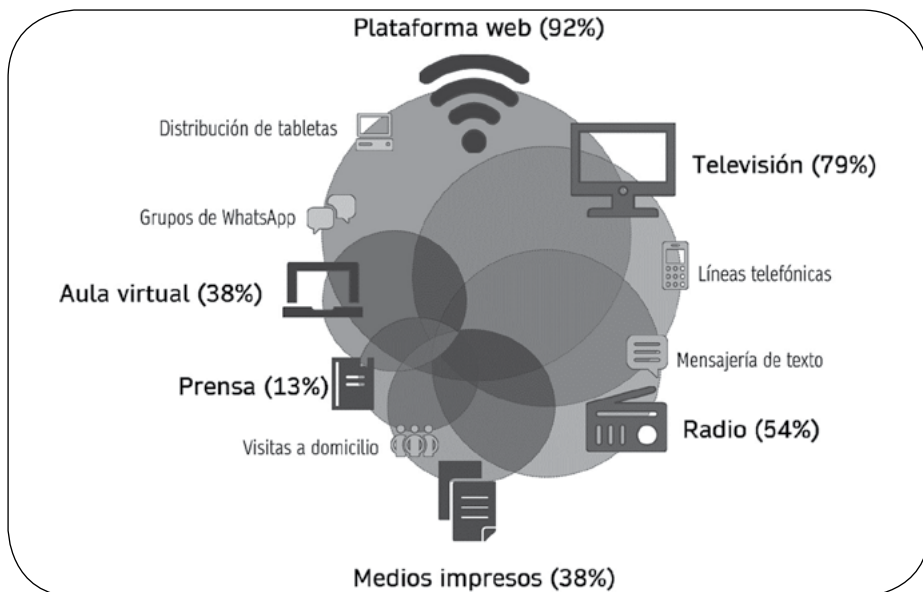 Plataforma web (92%)
Distribución de tabletas
Televisión (79%)
Grupos de WhatsApp
Líneas telefónicas
Aula virtual (38%)
Mensajería de texto
Prensa (13%)
Radio (54%)
Visitas a domicilio
Medios impresos (38%)